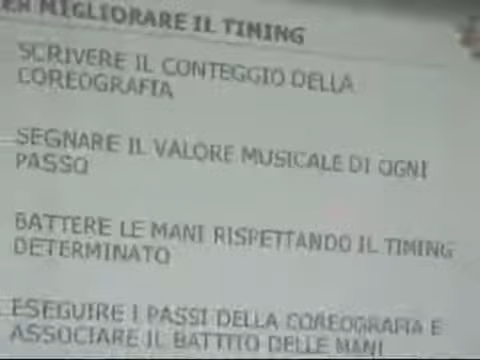 ER MIGLIORARE IL TIMING
SCRIVERE IL CONTEGGIO DELLA
COREOGRAFIA
SEGNARE IL VALORE MUSICALE DI OGNI
PASSO
BATTERE LE MANI RISPETTANDO IL TIMING
DETERMINATO
ESEGUIRE I PASSI DELLA COREOGRAFIA E
ASSOCIARE IL BATTITO DELLE MANI